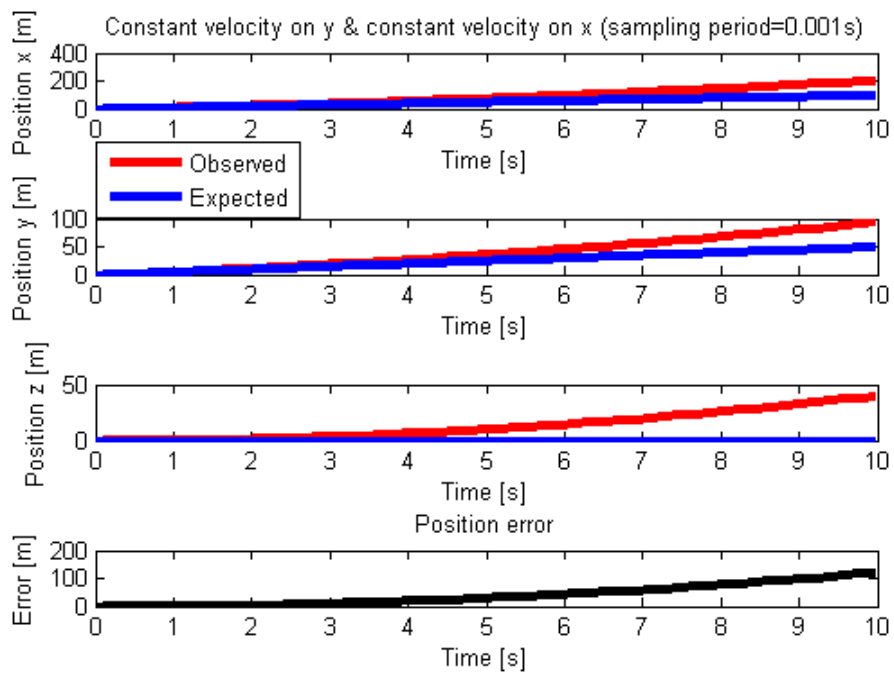 Constant velocity on y & constant velocity on x (sampling period=0.001s)
Position x [m]
400
200
0
0 1 2 3 4 5 6 7 8 9 10
Time [s]
Observed
Expected
Position y [m]
100
50
0
0 1 2 3 4 5 6 7 8 9 10
Time [s]
Position z [m]
50
0
0 1 2 3 4 5 6 7 8 9 10
Time [s]
Position error
Error [m]
200
100
0
0 1 2 3 4 5 6 7 8 9 10
Time [s]